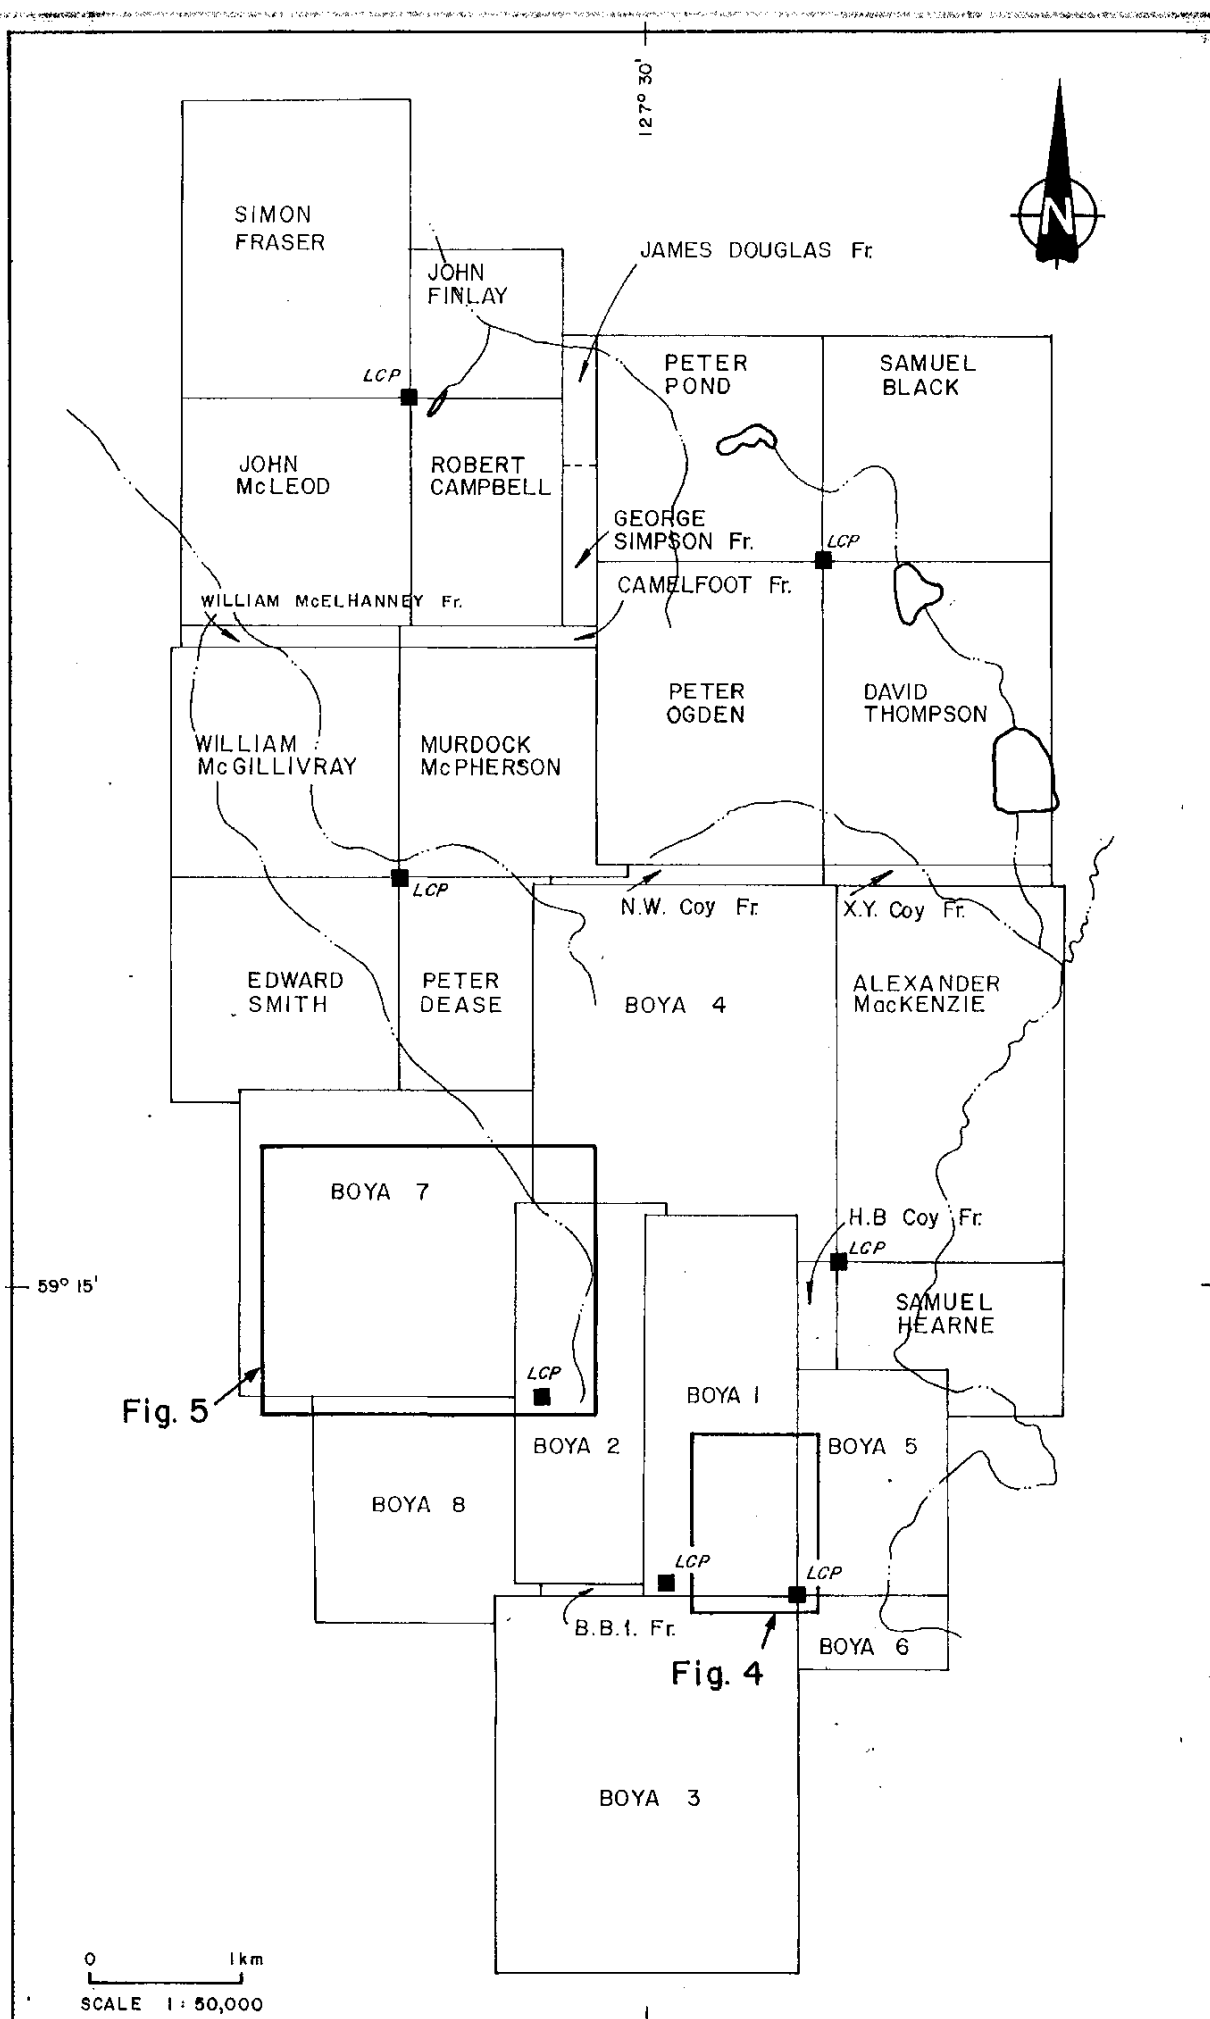 127° 30'
N
SIMON
FRASER
JAMES DOUGLAS Fr.
JOHN
FINLAY
PETER
POND
SAMUEL
BLACK
LCP
JOHN
McLEOD
ROBERT
CAMPBELL
GEORGE
SIMPSON Fr.
LCP
CAMELFOOT Fr.
WILLIAM McELHANNEY Fr.
PETER
OGDEN
DAVID
THOMPSON
WILLIAM
McGILLIVRAY
MURDOCK
McPHERSON
LCP
N.W. Coy Fr.
X.Y. Coy Fr.
EDWARD
SMITH
PETER
DEASE
BOYA 4
ALEXANDER
MacKENZIE
BOYA 7
H.B Coy Fr.
LCP
59° 15'
SAMUEL
HEARNE
LCP
Fig. 5
BOYA 1
BOYA 2
BOYA 5
BOYA 8
LCP
LCP
B.B.1. Fr.
BOYA 6
Fig. 4
BOYA 3
0 1km
SCALE 1 : 50,000